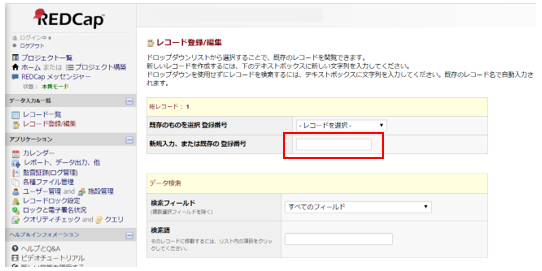 REDCap
ログイン中
ログアウト
プロジェクト一覧
ホーム または プロジェクト構築
REDCap メッセンジャー
状態： 本番モード
データ入力&一覧
レコード一覧
レコード登録/編集
アプリケーション
カレンダー
レポート、データ出力、他
監査証跡(ログ管理)
各種ファイル管理
ユーザー管理 and 施設管理
レコードロック設定
ロックと電子署名状況
クオリティチェック and クエリ
ヘルプ&インフォメーション
ヘルプとQ&A
ビデオチュートリアル
レコード登録/編集
ドロップダウンリストから選択することで、既存のレコードを閲覧できます。
新しいレコードを作成するには、下のテキストボックスに新しい文字列を入力してください。
ドロップダウンを使用せずにレコードを検索するには、テキストボックスに文字列を入力してください。既存のレコード名で自動入力さ
れます。
総レコード： 1
既存のものを選択 登録番号
- レコードを選択 -
新規入力、または既存の 登録番号
データ検索
検索フィールド
(複数選択フィールドを除く)
すべてのフィールド
検索語
そのレコードに移動するには、リスト内の項目をクリッ
クしてください。